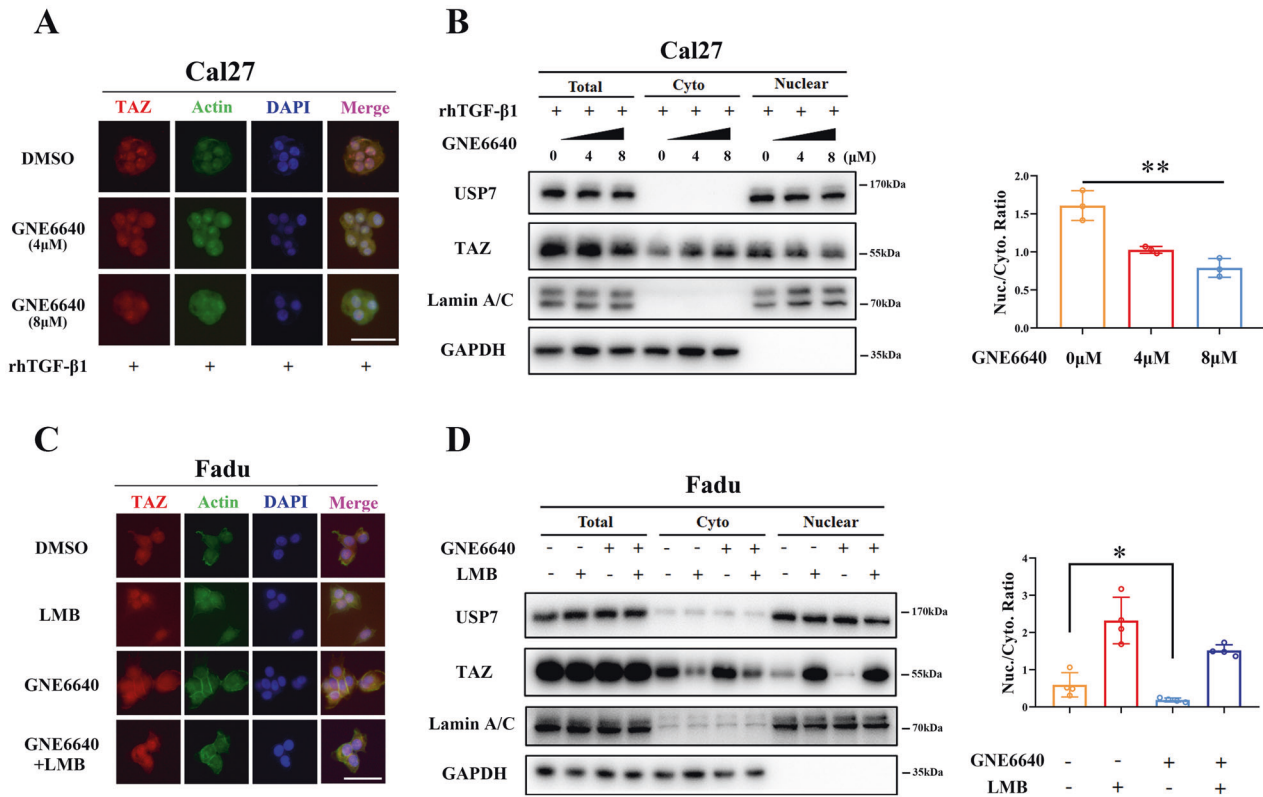 A
Cal27
TAZ Actin DAPI Merge
DMSO
GNE6640
(4μM)
GNE6640
(8μM)
rhTGF-β1 + + + +
B
Cal27
Total Cyto Nuclear
rhTGF-β1 + + + + + + + + +
GNE6640
0 4 8 0 4 8 0 4 8 (μM)
USP7 170kDa
TAZ 55kDa
Lamin A/C 70kDa
GAPDH 35kDa
**
Nuc./Cyto. Ratio
2.0
1.5
1.0
0.5
0.0
GNE6640 0μM 4μM 8μM
C
Fadu
TAZ Actin DAPI Merge
DMSO
LMB
GNE6640
GNE6640
+LMB
D
Fadu
Total Cyto Nuclear
GNE6640 - - + + - - + + - - + +
LMB - + - + - + - + - + - +
USP7 170kDa
TAZ 55kDa
Lamin A/C 70kDa
GAPDH 35kDa
*
Nuc./Cyto. Ratio
4
3
2
1
0
GNE6640 - - + +
LMB - + - +